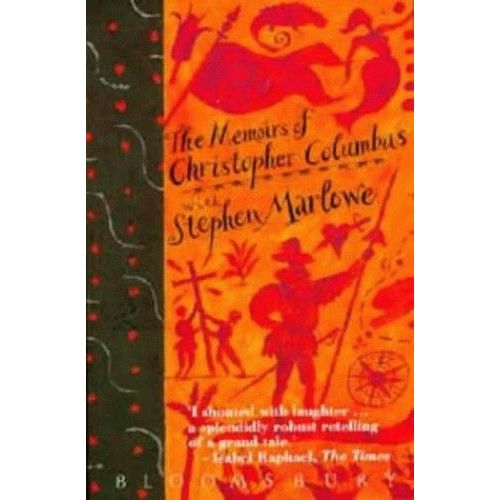 The Memoirs of
Christopher Columbus
with
Stephen Marlowe
'I shouted with laughter ...
a splendidly robust retelling
of a grand tale.'
- Isabel Raphael, The Times
BLOOMSBURY